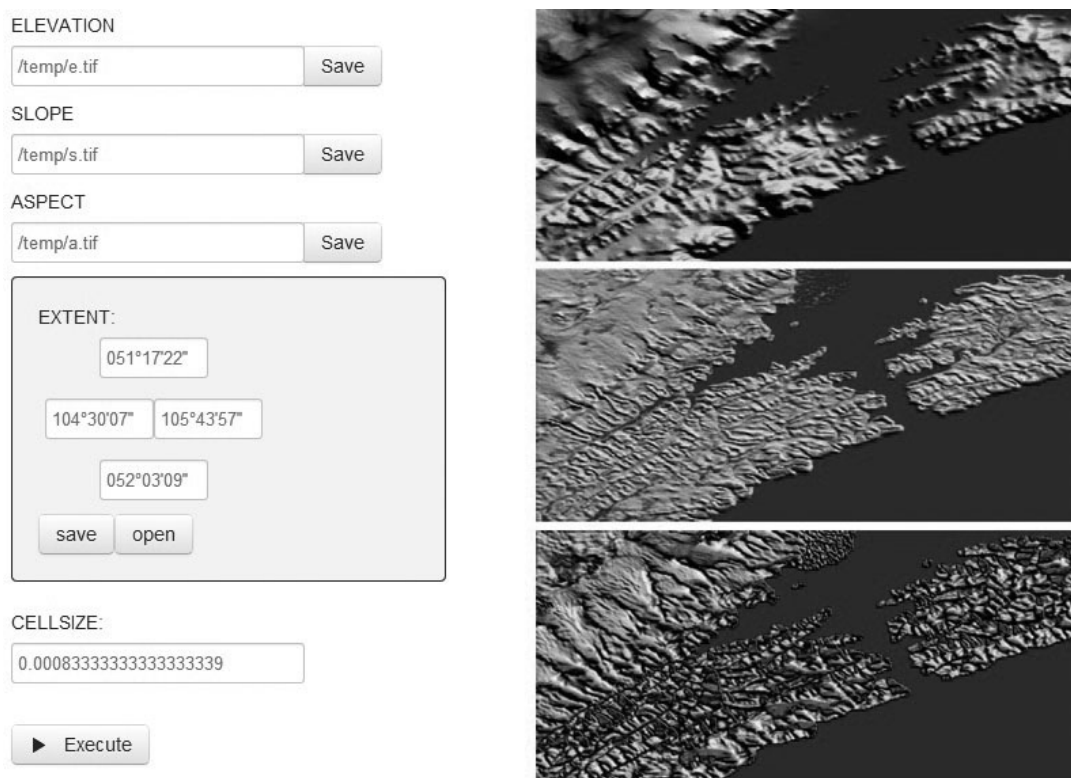 ELEVATION
/temp/e.tif Save
SLOPE
/temp/s.tif Save
ASPECT
/temp/a.tif Save
EXTENT:
051°17'22"
104°30'07" 105°43'57"
052°03'09"
save open
CELLSIZE:
0.00083333333333333339
Execute